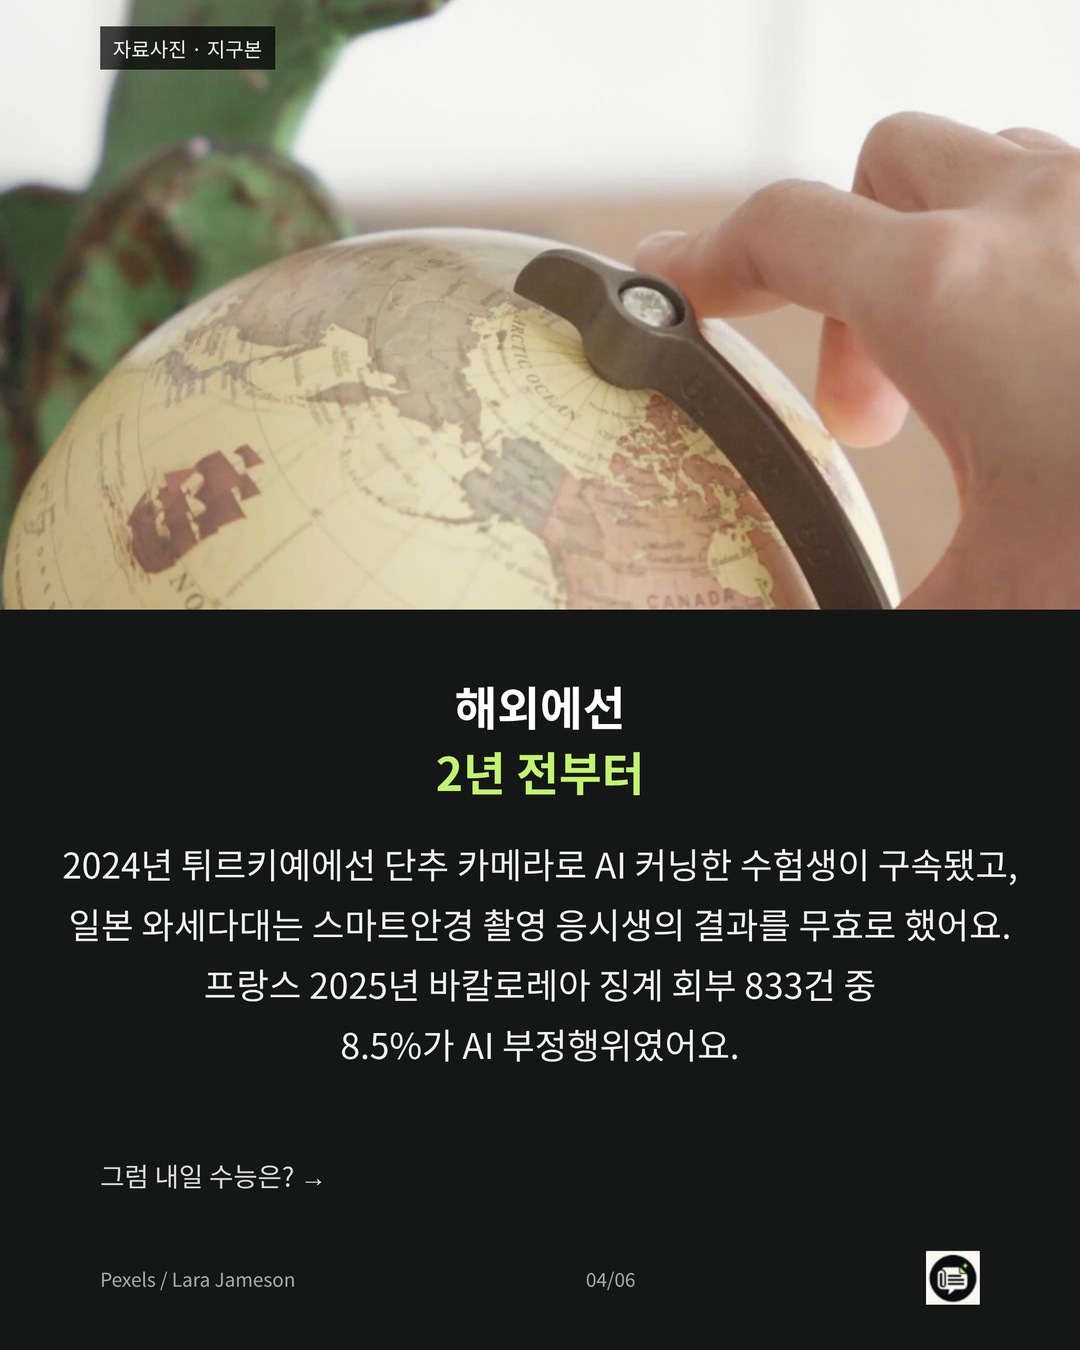 자료사진 · 지구본
ARCTIC OCEAN
CANADA
NO
해외에선
2년 전부터
2024년 튀르키예에선 단추 카메라로 AI 커닝한 수험생이 구속됐고,
일본 와세다대는 스마트안경 촬영 응시생의 결과를 무효로 했어요.
프랑스 2025년 바칼로레아 징계 회부 833건 중
8.5%가 AI 부정행위였어요.
그럼 내일 수능은? →
Pexels / Lara Jameson
04/06